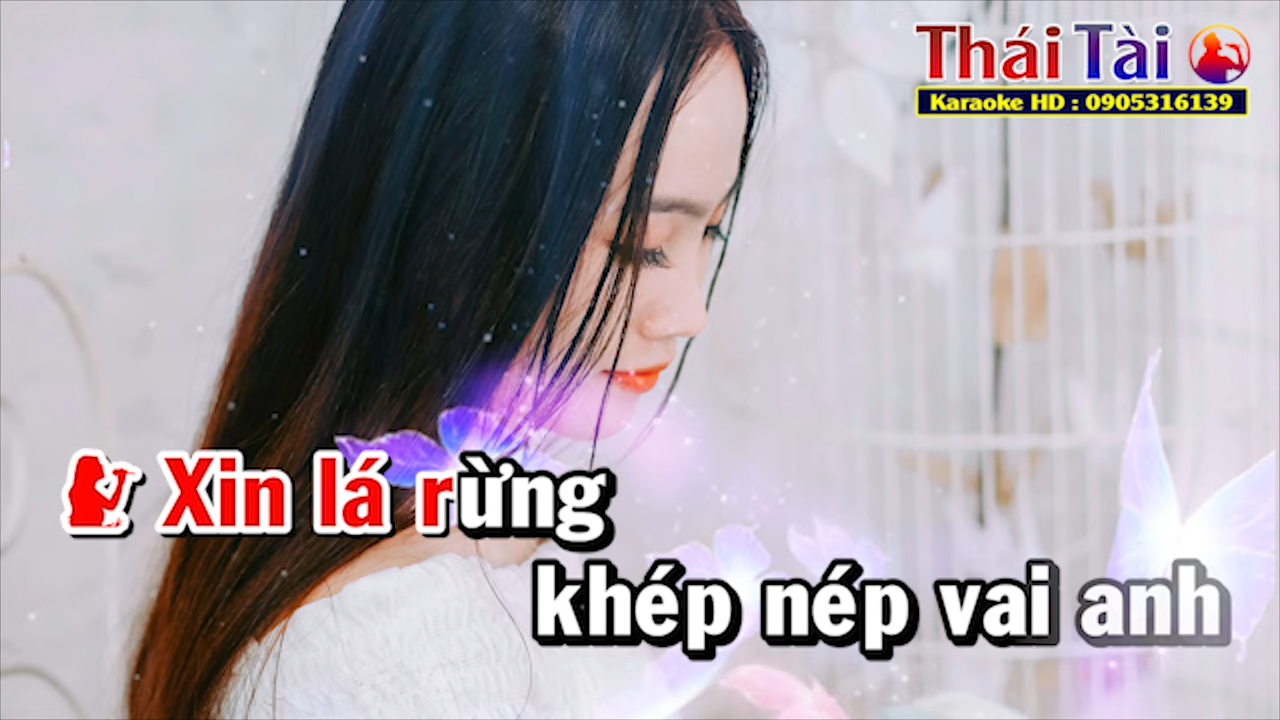 Thái Tài
Karaoke HD : 0905316139
Xin lá rừng
khép nép vai anh